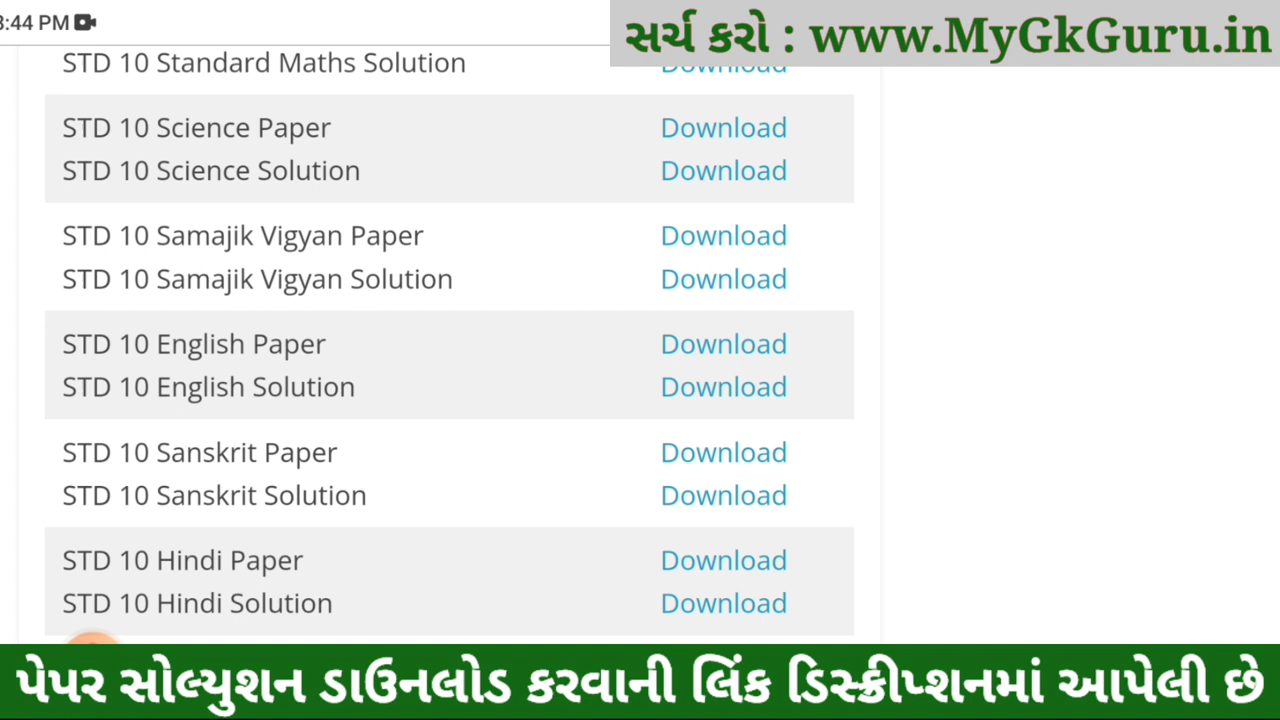 3:44 PM
સર્ચ કરો : www.MyGkGuru.in
STD 10 Standard Maths Solution Download
STD 10 Science Paper Download
STD 10 Science Solution Download
STD 10 Samajik Vigyan Paper Download
STD 10 Samajik Vigyan Solution Download
STD 10 English Paper Download
STD 10 English Solution Download
STD 10 Sanskrit Paper Download
STD 10 Sanskrit Solution Download
STD 10 Hindi Paper Download
STD 10 Hindi Solution Download
પેપર સોલ્યુશન ડાઉનલોડ કરવાની લિંક ડિસ્ક્રીપ્શનમાં આપેલી છે